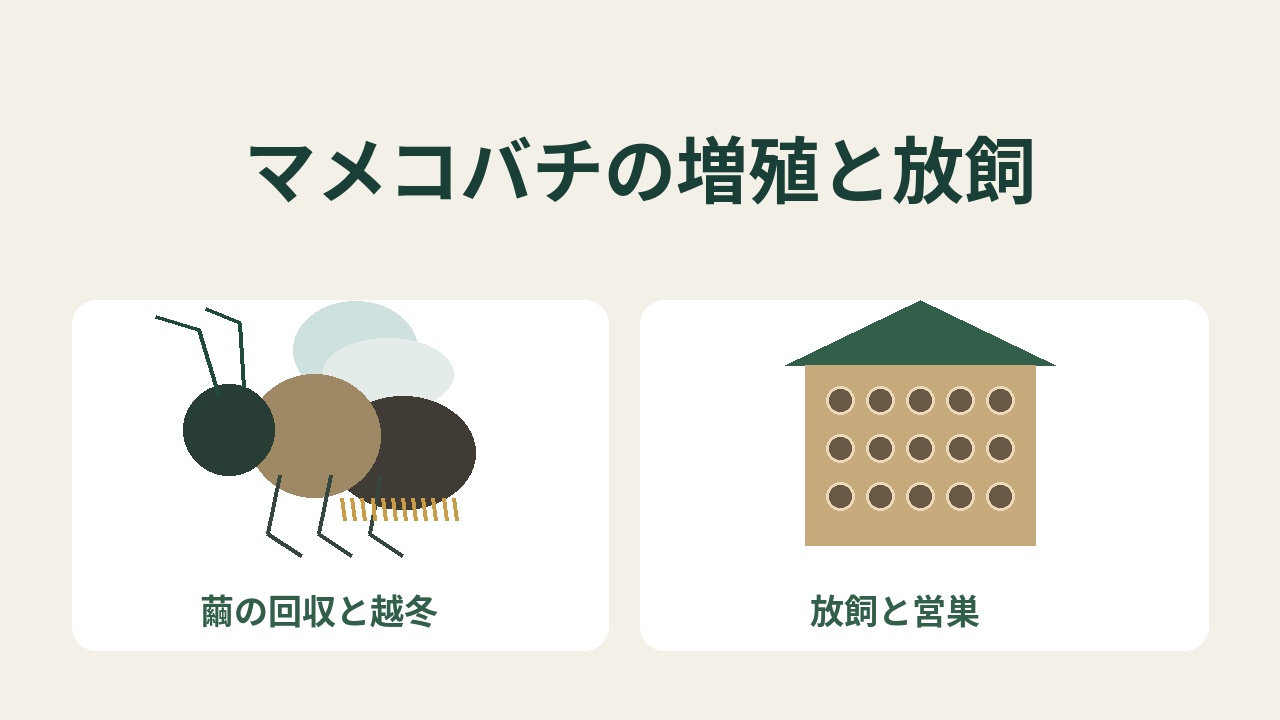 マメコバチの増殖と放飼
繭の回収と越冬
放飼と営巣